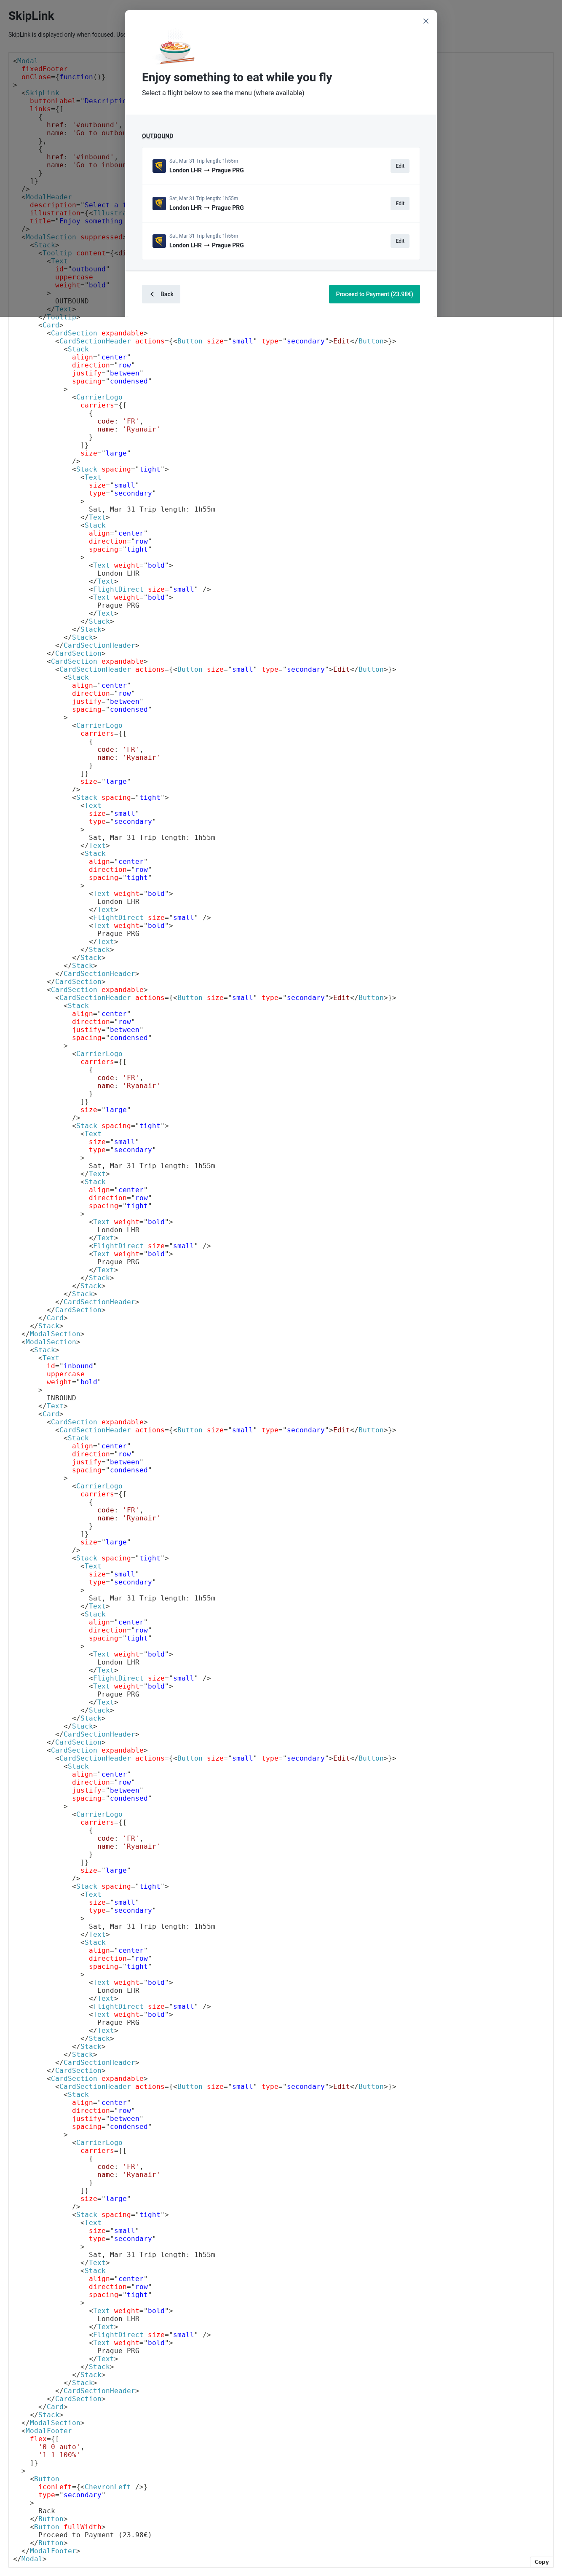 SkipLink
SkipLink is displayed only when focused.
Enjoy something to eat while you fly
Select a flight below to see the menu (where available)
OUTBOUND
Sat, Mar 31 Trip length: 1h55m
London LHR → Prague PRG
Edit
Sat, Mar 31 Trip length: 1h55m
London LHR → Prague PRG
Edit
Sat, Mar 31 Trip length: 1h55m
London LHR → Prague PRG
Edit
Back
Proceed to Payment (23.98€)
<Modal
fixedFooter
onClose={function()}
>
<SkipLink
buttonLabel=
links={[
{
href: '#outbound',
name: 'Go to
},
{
href: '#inbound',
name: 'Go to
}
]}
/>
<ModalHeader
description="Select a
illustration={
title="Enjoy something
/>
<ModalSection
<Stack>
<Tooltip content={
<Text
id="outbound"
uppercase
weight="bold"
>
OUTBOUND
</Text>
</Tooltip>
<Card>
<CardSection expandable>
<CardSectionHeader actions={<Button size="small" type="secondary">Edit</Button>}>
<Stack
align="center"
direction="row"
justify="between"
spacing="condensed"
>
<CarrierLogo
carriers={[
{
code: 'FR',
name: 'Ryanair'
}
]}
size="large"
/>
<Stack spacing="tight">
<Text
size="small"
type="secondary"
>
Sat, Mar 31 Trip length: 1h55m
</Text>
<Stack
align="center"
direction="row"
spacing="tight"
>
<Text weight="bold">
London LHR
</Text>
<FlightDirect size="small" />
<Text weight="bold">
Prague PRG
</Text>
</Stack>
</Stack>
</Stack>
</CardSectionHeader>
</CardSection>
<CardSection expandable>
<CardSectionHeader actions={<Button size="small" type="secondary">Edit</Button>}>
<Stack
align="center"
direction="row"
justify="between"
spacing="condensed"
>
<CarrierLogo
carriers={[
{
code: 'FR',
name: 'Ryanair'
}
]}
size="large"
/>
<Stack spacing="tight">
<Text
size="small"
type="secondary"
>
Sat, Mar 31 Trip length: 1h55m
</Text>
<Stack
align="center"
direction="row"
spacing="tight"
>
<Text weight="bold">
London LHR
</Text>
<FlightDirect size="small" />
<Text weight="bold">
Prague PRG
</Text>
</Stack>
</Stack>
</Stack>
</CardSectionHeader>
</CardSection>
<CardSection expandable>
<CardSectionHeader actions={<Button size="small" type="secondary">Edit</Button>}>
<Stack
align="center"
direction="row"
justify="between"
spacing="condensed"
>
<CarrierLogo
carriers={[
{
code: 'FR',
name: 'Ryanair'
}
]}
size="large"
/>
<Stack spacing="tight">
<Text
size="small"
type="secondary"
>
Sat, Mar 31 Trip length: 1h55m
</Text>
<Stack
align="center"
direction="row"
spacing="tight"
>
<Text weight="bold">
London LHR
</Text>
<FlightDirect size="small" />
<Text weight="bold">
Prague PRG
</Text>
</Stack>
</Stack>
</Stack>
</CardSectionHeader>
</CardSection>
</Card>
</Stack>
</ModalSection>
<ModalSection>
<Stack>
<Text
id="inbound"
uppercase
weight="bold"
>
INBOUND
</Text>
<Card>
<CardSection expandable>
<CardSectionHeader actions={<Button size="small" type="secondary">Edit</Button>}>
<Stack
align="center"
direction="row"
justify="between"
spacing="condensed"
>
<CarrierLogo
carriers={[
{
code: 'FR',
name: 'Ryanair'
}
]}
size="large"
/>
<Stack spacing="tight">
<Text
size="small"
type="secondary"
>
Sat, Mar 31 Trip length: 1h55m
</Text>
<Stack
align="center"
direction="row"
spacing="tight"
>
<Text weight="bold">
London LHR
</Text>
<FlightDirect size="small" />
<Text weight="bold">
Prague PRG
</Text>
</Stack>
</Stack>
</Stack>
</CardSectionHeader>
</CardSection>
<CardSection expandable>
<CardSectionHeader actions={<Button size="small" type="secondary">Edit</Button>}>
<Stack
align="center"
direction="row"
justify="between"
spacing="condensed"
>
<CarrierLogo
carriers={[
{
code: 'FR',
name: 'Ryanair'
}
]}
size="large"
/>
<Stack spacing="tight">
<Text
size="small"
type="secondary"
>
Sat, Mar 31 Trip length: 1h55m
</Text>
<Stack
align="center"
direction="row"
spacing="tight"
>
<Text weight="bold">
London LHR
</Text>
<FlightDirect size="small" />
<Text weight="bold">
Prague PRG
</Text>
</Stack>
</Stack>
</Stack>
</CardSectionHeader>
</CardSection>
<CardSection expandable>
<CardSectionHeader actions={<Button size="small" type="secondary">Edit</Button>}>
<Stack
align="center"
direction="row"
justify="between"
spacing="condensed"
>
<CarrierLogo
carriers={[
{
code: 'FR',
name: 'Ryanair'
}
]}
size="large"
/>
<Stack spacing="tight">
<Text
size="small"
type="secondary"
>
Sat, Mar 31 Trip length: 1h55m
</Text>
<Stack
align="center"
direction="row"
spacing="tight"
>
<Text weight="bold">
London LHR
</Text>
<FlightDirect size="small" />
<Text weight="bold">
Prague PRG
</Text>
</Stack>
</Stack>
</Stack>
</CardSectionHeader>
</CardSection>
</Card>
</Stack>
</ModalSection>
<ModalFooter
flex={[
'0 0 auto',
'1 1 100%'
]}
>
<Button
iconLeft={<ChevronLeft />}
type="secondary"
>
Back
</Button>
<Button fullWidth>
Proceed to Payment (23.98€)
</Button>
</ModalFooter>
</Modal>
Copy